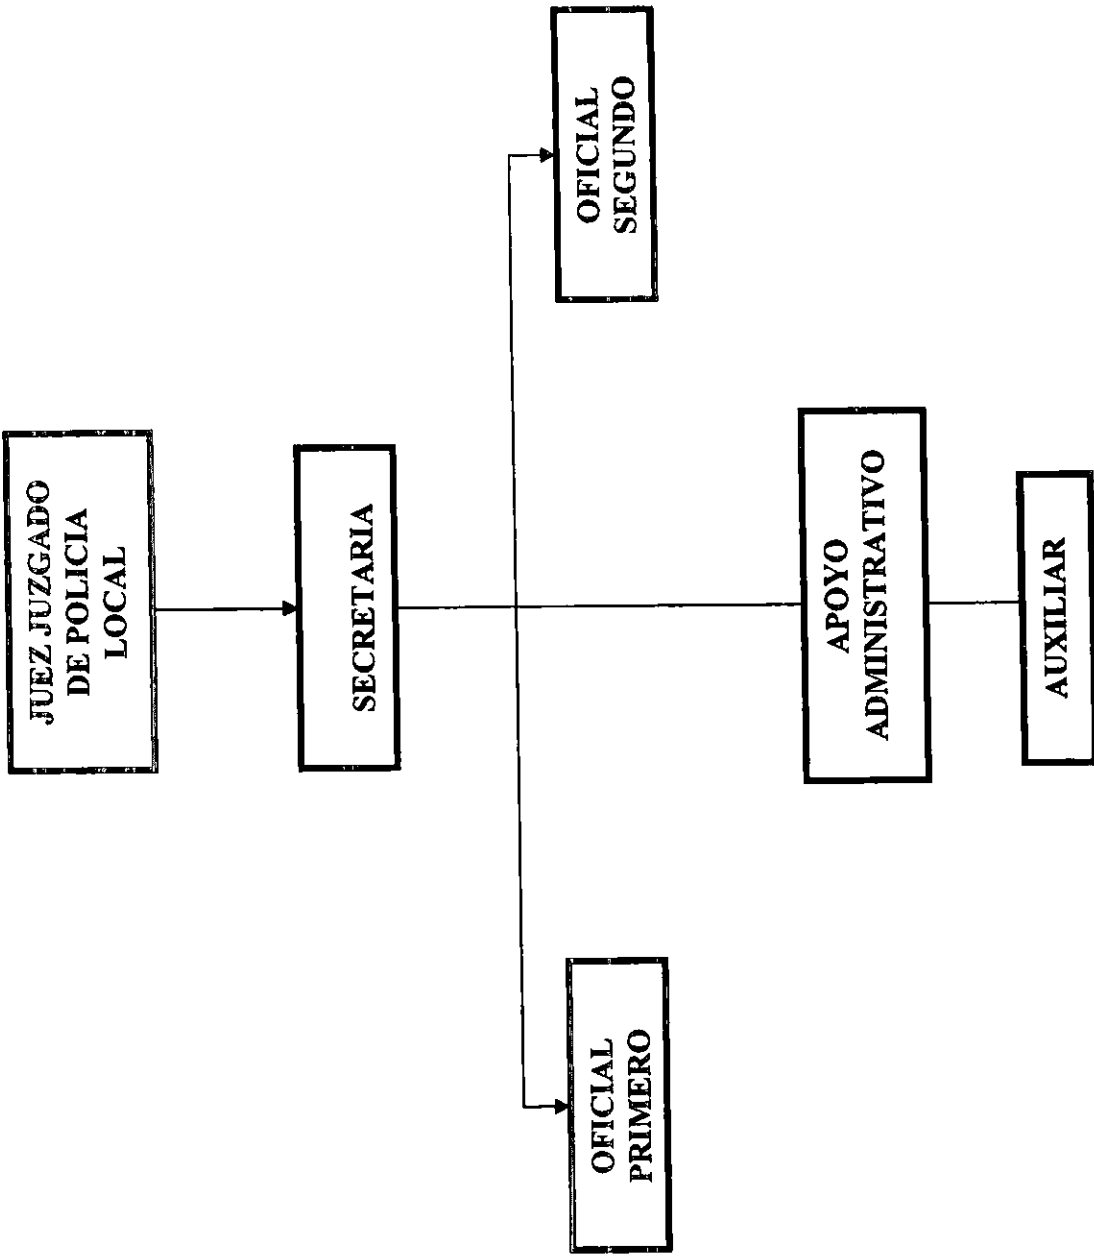 JUEZ JUZGADO
DE POLICIA
LOCAL
SECRETARIA
OFICIAL
PRIMERO
OFICIAL
SEGUNDO
APOYO
ADMINISTRATIVO
AUXILIAR